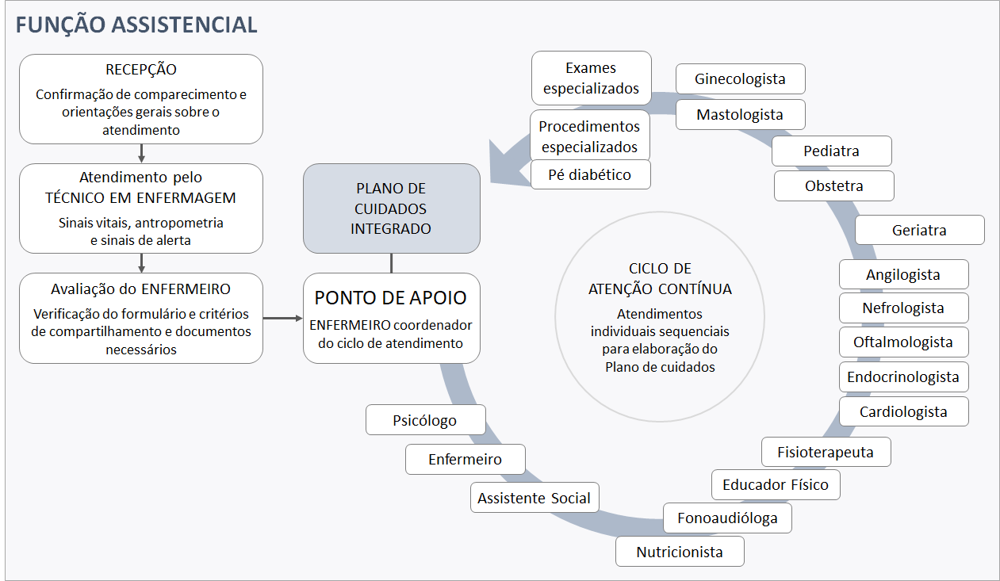 FUNÇÃO ASSISTENCIAL
RECEPÇÃO
Confirmação de comparecimento e
orientações gerais sobre o
atendimento
Atendimento pelo
TÉCNICO EM ENFERMAGEM
Sinais vitais, antropometria
e sinais de alerta
Avaliação do ENFERMEIRO
Verificação do formulário e critérios
de compartilhamento e documentos
necessários
PLANO DE
CUIDADOS
INTEGRADO
PONTO DE APOIO
ENFERMEIRO coordenador
do ciclo de atendimento
Psicólogo
Enfermeiro
Assistente Social
Nutricionista
Fonoaudióloga
Educador Físico
Fisioterapeuta
Cardiologista
Endocrinologista
Oftalmologista
Nefrologista
Angilogista
Geriatra
Obstetra
Pediatra
Mastologista
Ginecologista
Exames
especializados
Procedimentos
especializados
Pé diabético
CICLO DE
ATENÇÃO CONTÍNUA
Atendimentos
individuais sequenciais
para elaboração do
Plano de cuidados